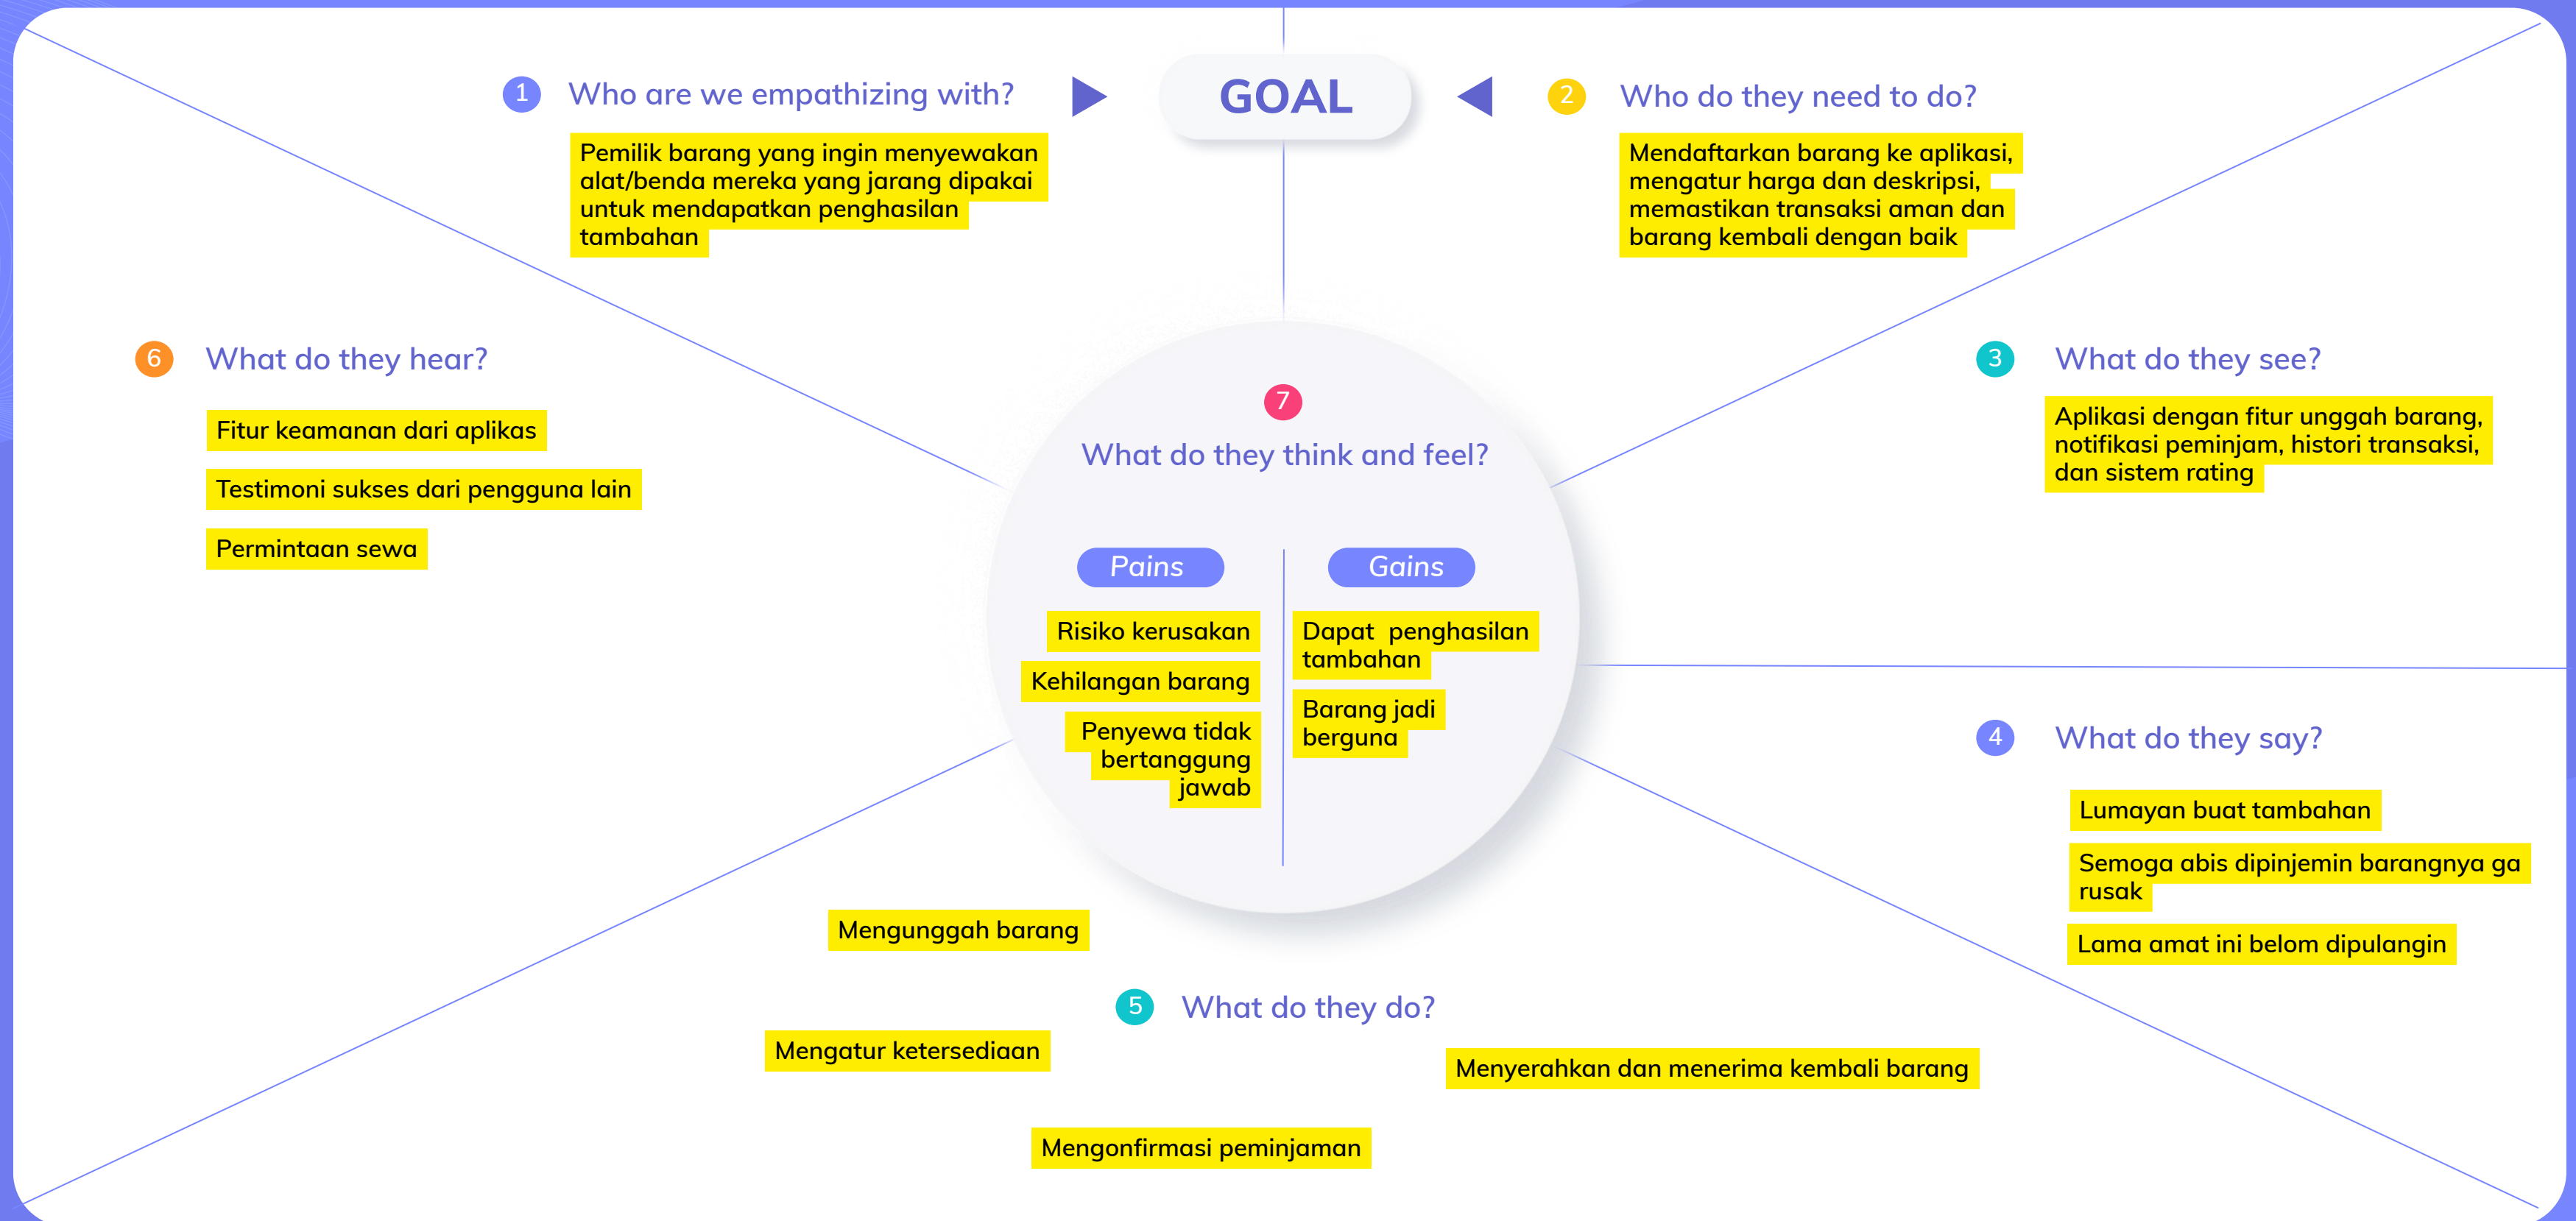 GOAL
1
Who are we empathizing with?
Pemilik barang yang ingin menyewakan
alat/benda mereka yang jarang dipakai
untuk mendapatkan penghasilan
tambahan
2
Who do they need to do?
Mendaftarkan barang ke aplikasi,
mengatur harga dan deskripsi,
memastikan transaksi aman dan
barang kembali dengan baik
3
What do they see?
Aplikasi dengan fitur unggah barang,
notifikasi peminjam, histori transaksi,
dan sistem rating
4
What do they say?
Lumayan buat tambahan
Semoga abis dipinjemin barangnya ga
rusak
Lama amat ini belom dipulangin
5
What do they do?
Mengunggah barang
Mengatur ketersediaan
Mengonfirmasi peminjaman
Menyerahkan dan menerima kembali barang
6
What do they hear?
Fitur keamanan dari aplikas
Testimoni sukses dari pengguna lain
Permintaan sewa
7
What do they think and feel?
Pains
Risiko kerusakan
Kehilangan barang
Penyewa tidak
bertanggung
jawab
Gains
Dapat  penghasilan
tambahan
Barang jadi
berguna